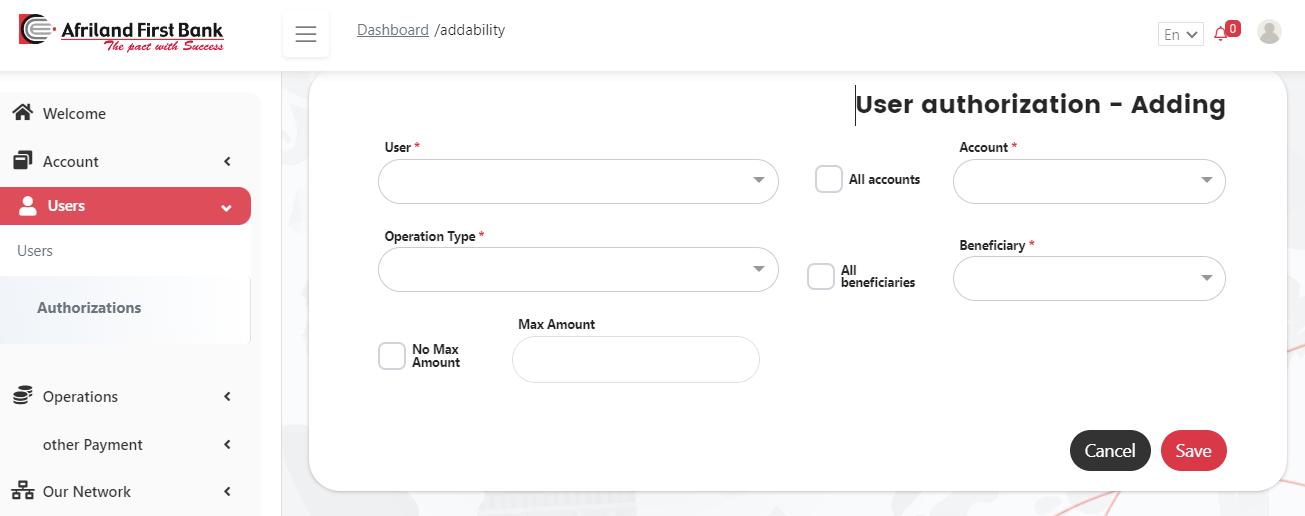 Afriland First Bank
The pact with Success
Dashboard /addability
En
0
Welcome
Account
Users
Users
Authorizations
Operations
other Payment
Our Network
User authorization - Adding
User *
All accounts
Account *
Operation Type *
All
beneficiaries
Beneficiary *
No Max
Amount
Max Amount
Cancel
Save